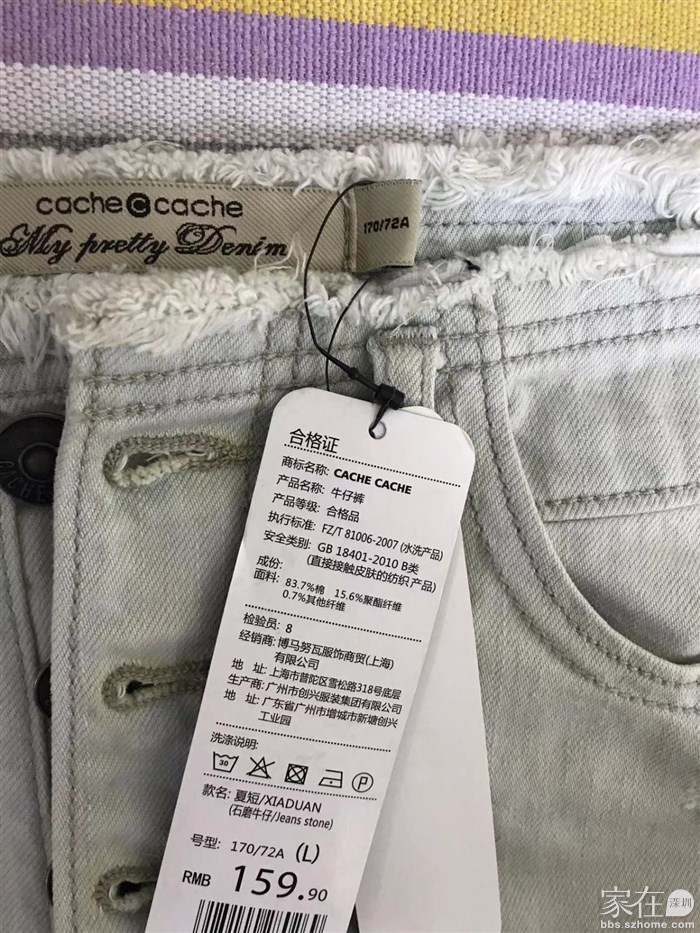 cache c cache
My pretty Denim
170/72A
CACHE
合格证
商标名称: CACHE CACHE
产品名称: 牛仔裤
产品等级: 合格品
执行标准: FZ/T 81006-2007 (水洗产品)
安全类别: GB 18401-2010 B类
(直接接触皮肤的纺织产品)
成份:
面料: 83.7%棉 15.6%聚酯纤维
0.7%其他纤维
检验员: 8
经销商: 博马努瓦服饰商贸(上海)
有限公司
地 址: 上海市普陀区雪松路318号底层
生产商: 广州市创兴服装集团有限公司
地 址: 广东省广州市增城市新塘创兴
工业园
洗涤说明:
30 P
款名: 夏短/XIADUAN
(石磨牛仔/Jeans stone)
号型: 170/72A (L)
RMB 159.90
家在深圳
bbs.szhome.com